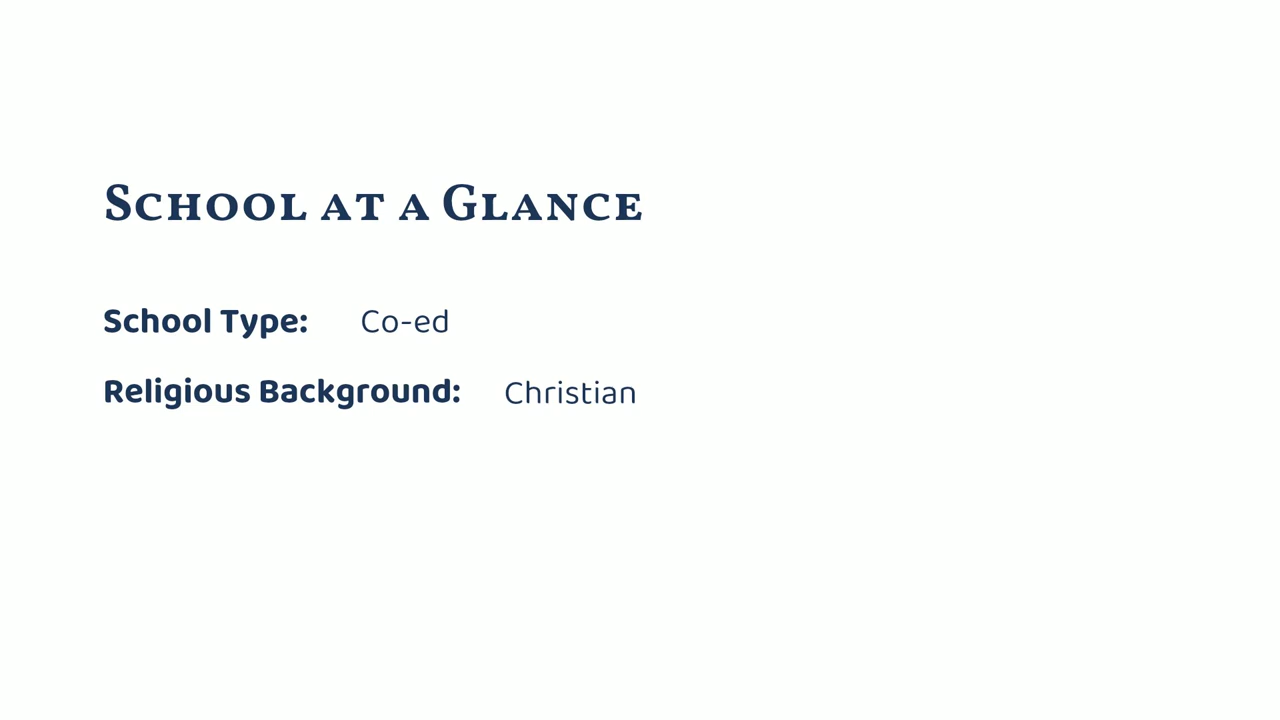 School at a Glance
School Type: Co-ed
Religious Background: Christian